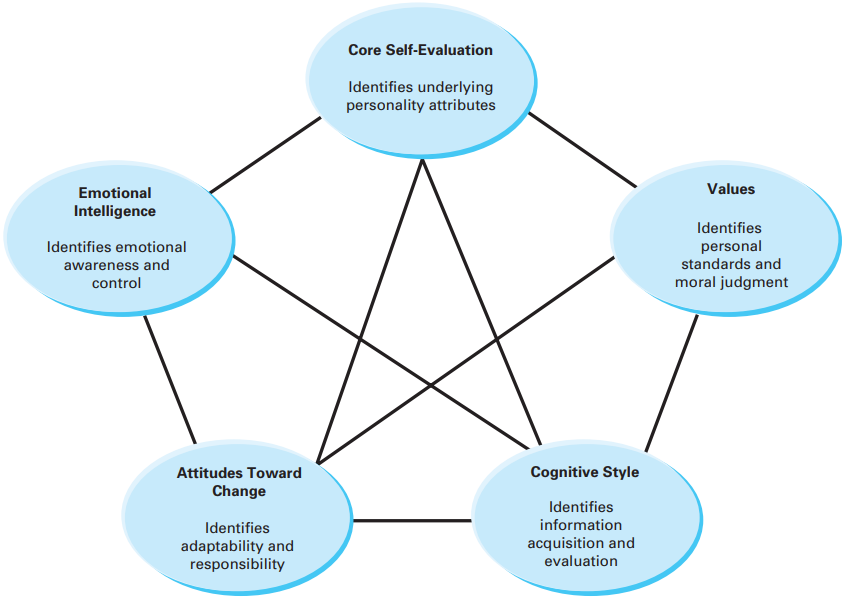 Core Self-Evaluation
Identifies underlying
personality attributes
Emotional
Intelligence
Identifies emotional
awareness and
control
Values
Identifies
personal
standards and
moral judgment
Attitudes Toward
Change
Identifies
adaptability and
responsibility
Cognitive Style
Identifies
information
acquisition and
evaluation